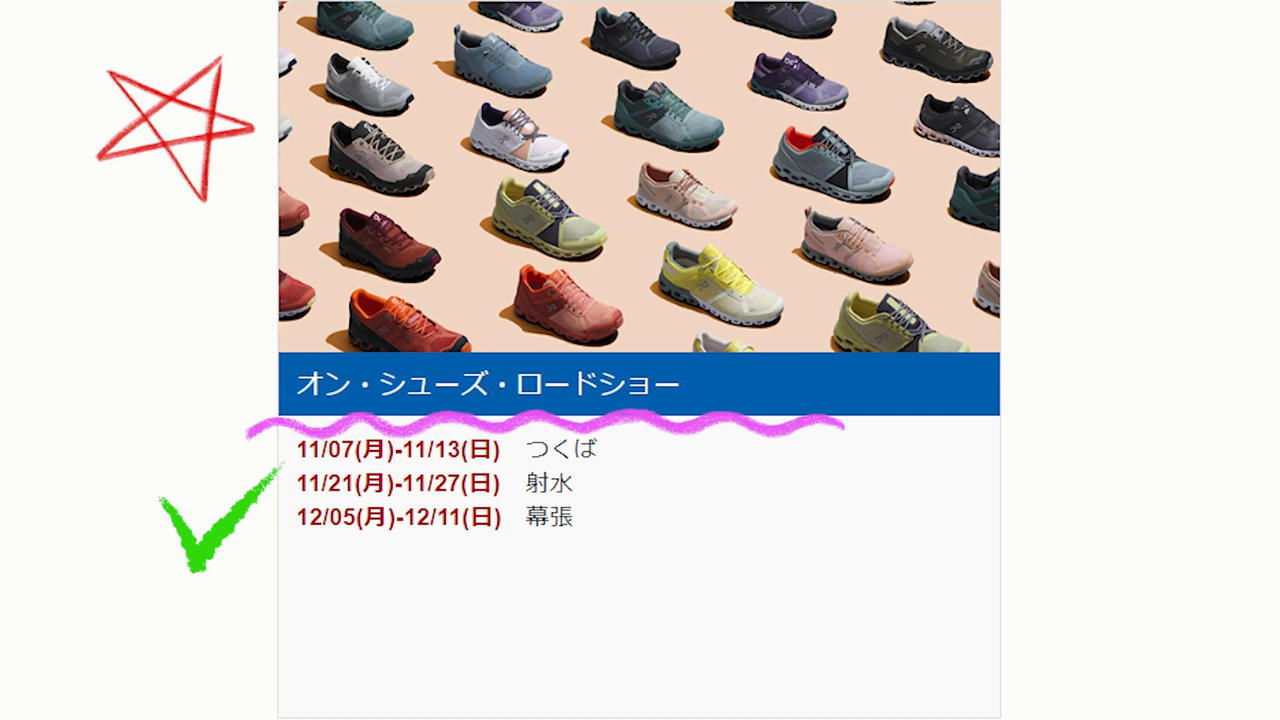 オン・シューズ・ロードショー
11/07(月)-11/13(日) つくば
11/21(月)-11/27(日) 射水
12/05(月)-12/11(日) 幕張